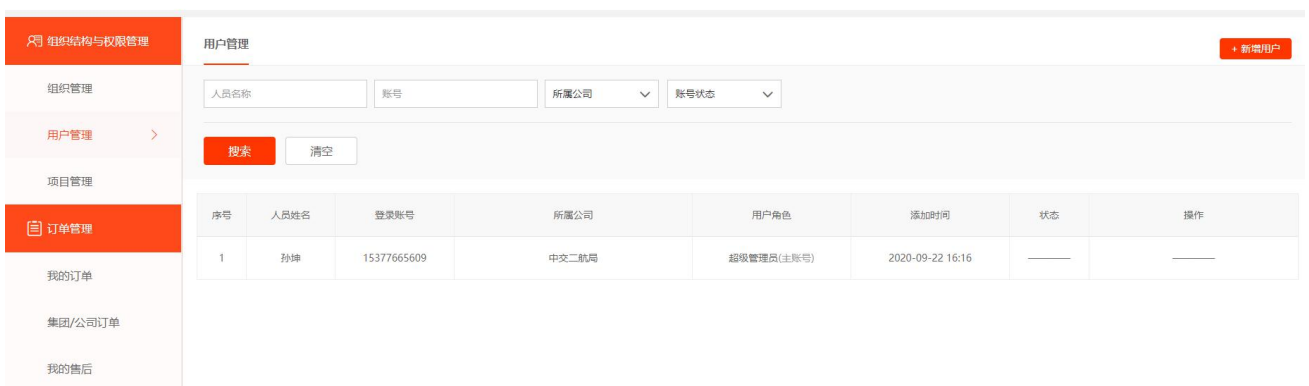 组织结构与权限管理
组织管理
用户管理
项目管理
订单管理
我的订单
集团/公司订单
我的售后
用户管理
+ 新增用户
人员名称 账号 所属公司 账号状态
搜索 清空
序号 人员姓名 登录账号 所属公司 用户角色 添加时间 状态 操作
1 孙坤 15377665609 中交二航局 超级管理员(主账号) 2020-09-22 16:16